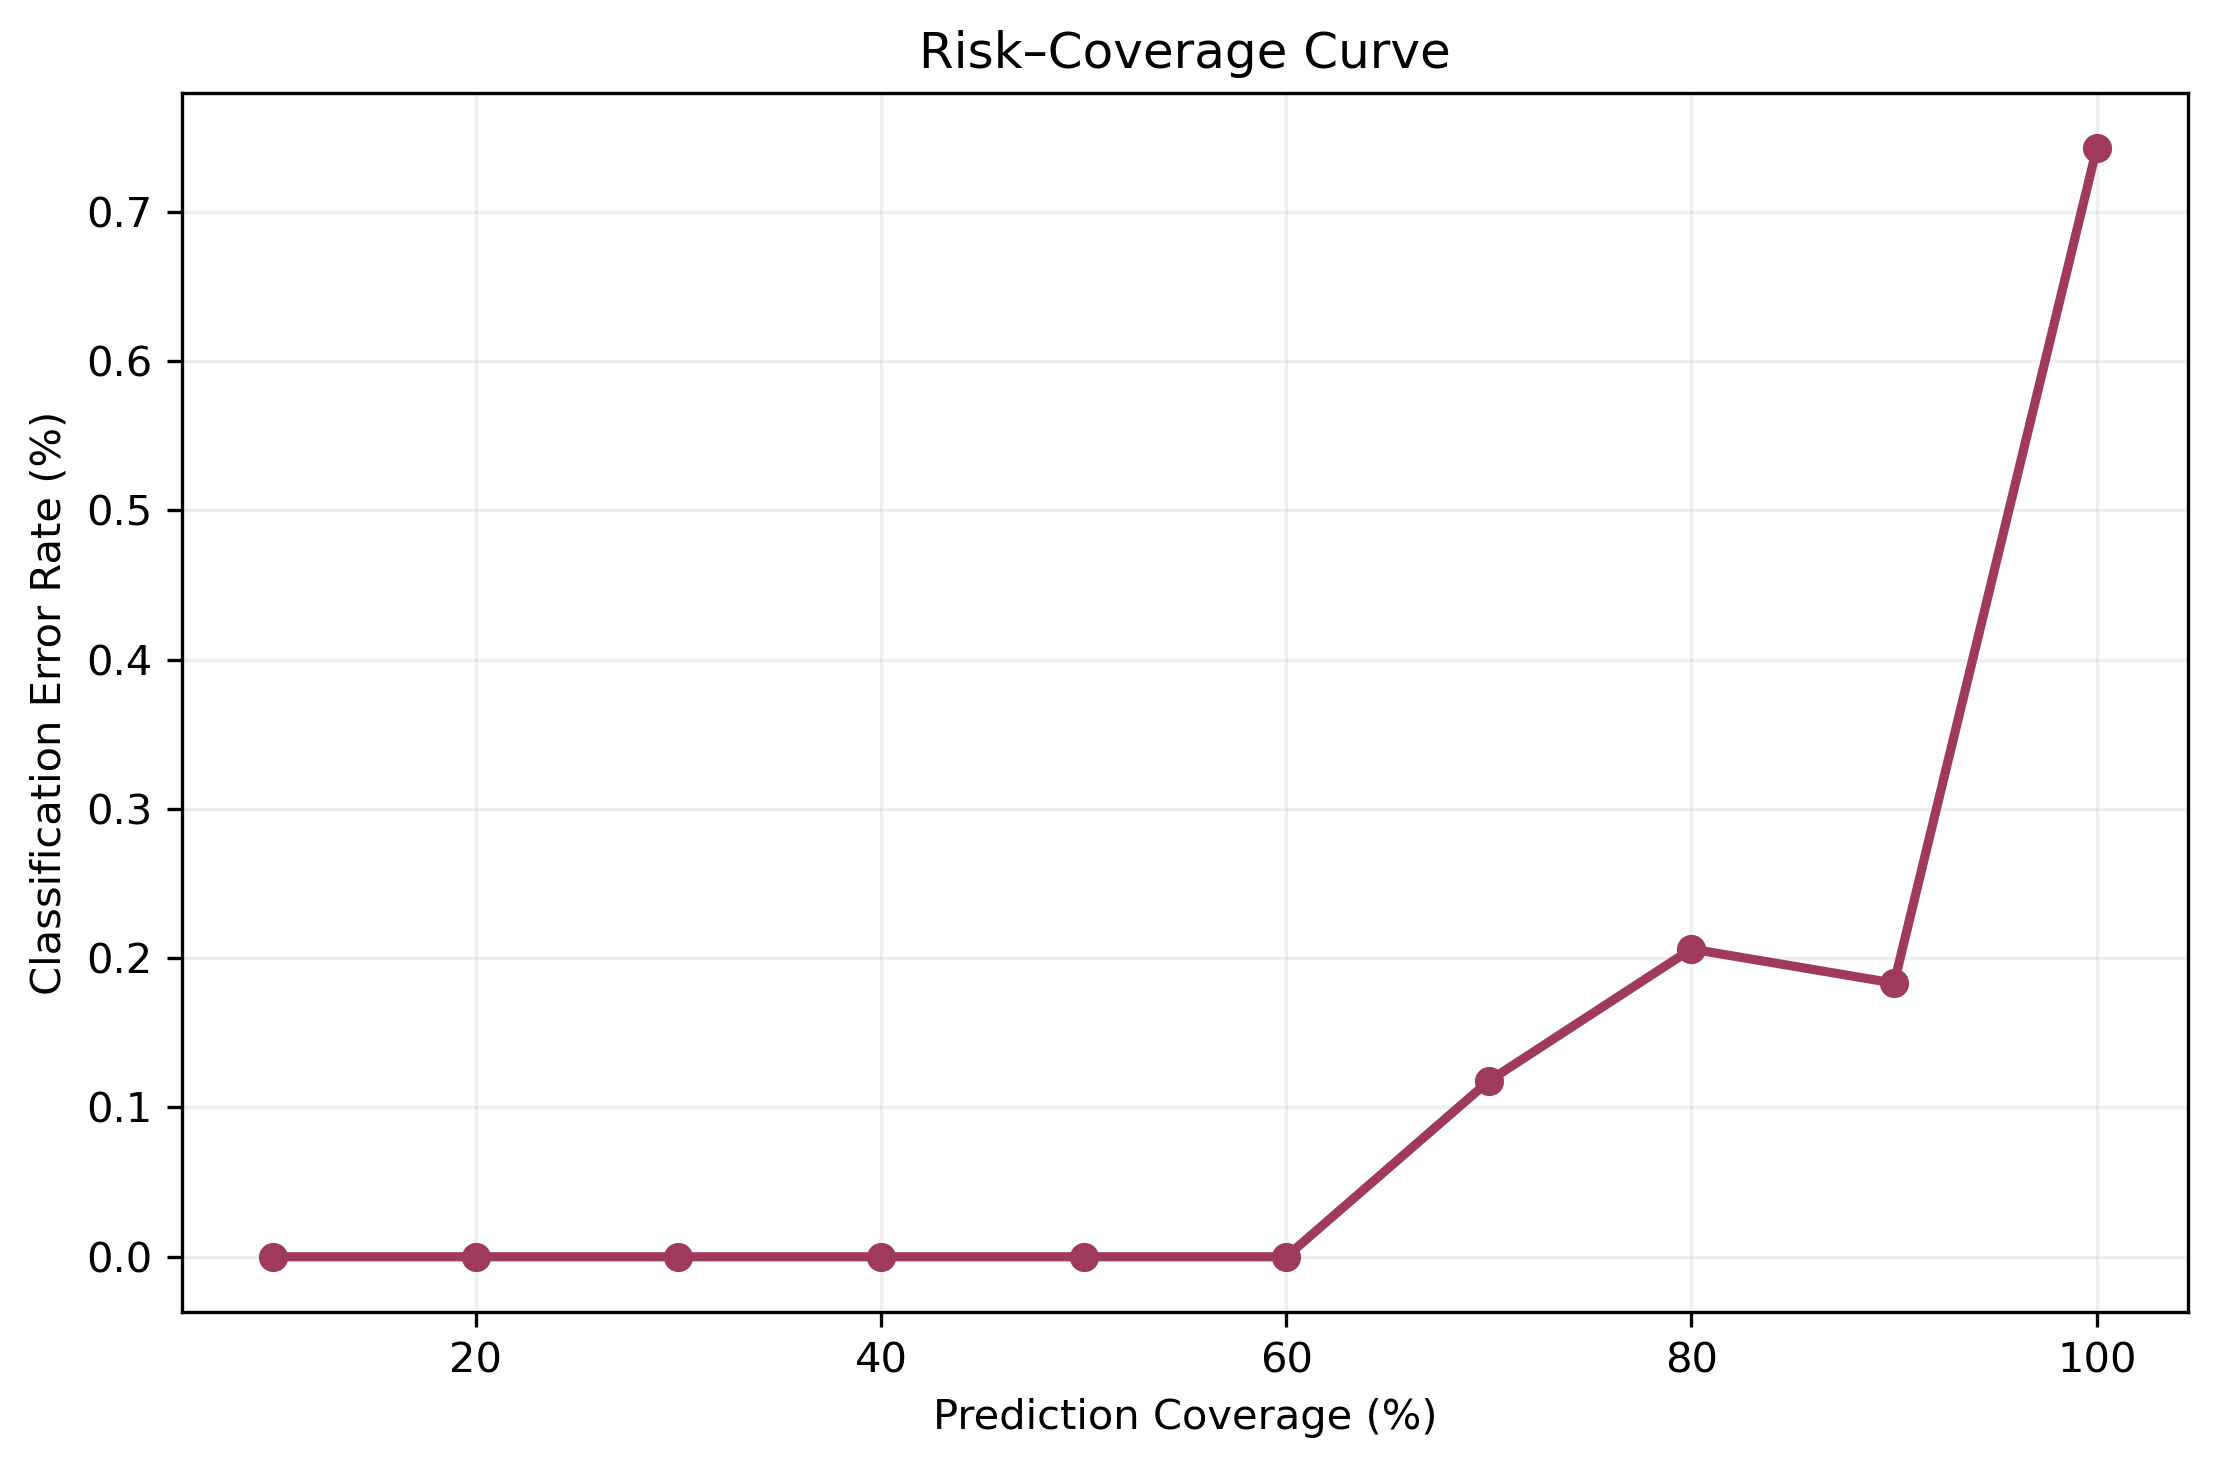 Risk–Coverage Curve
Classification Error Rate (%)
0.7
0.6
0.5
0.4
0.3
0.2
0.1
0.0
20 40 60 80 100
Prediction Coverage (%)